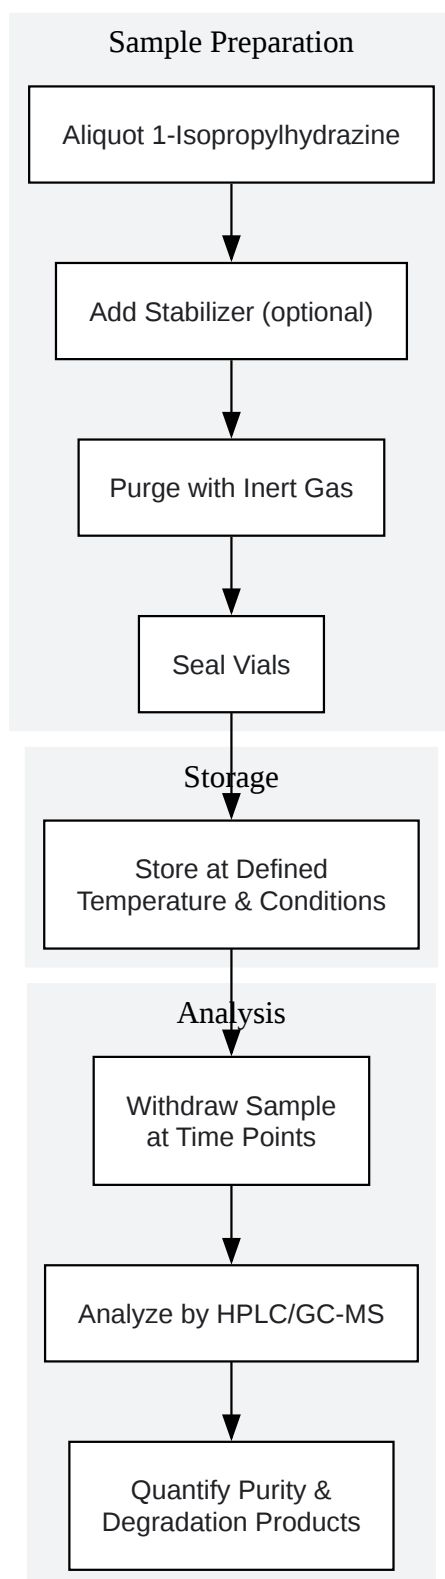 Sample Preparation
Aliquot 1-Isopropylhydrazine
Add Stabilizer (optional)
Purge with Inert Gas
Seal Vials
Storage
Store at Defined
Temperature & Conditions
Analysis
Withdraw Sample
at Time Points
Analyze by HPLC/GC-MS
Quantify Purity &
Degradation Products